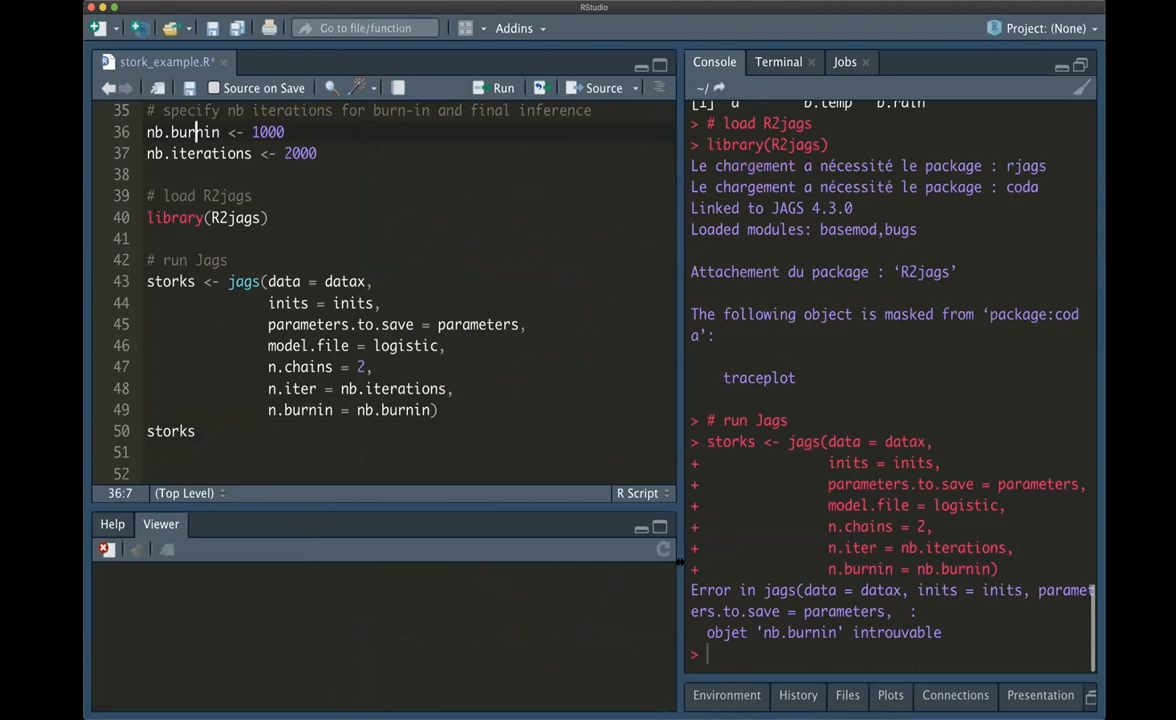 RStudio
Go to file/function
Addins
Project: (None)
stork_example.R*
Source on Save
Run
Source
35 # specify nb iterations for burn-in and final inference
36 nb.burnin <- 1000
37 nb.iterations <- 2000
38
39 # load R2jags
40 library(R2jags)
41
42 # run Jags
43 storks <- jags(data = datax,
44 inits = inits,
45 parameters.to.save = parameters,
46 model.file = logistic,
47 n.chains = 2,
48 n.iter = nb.iterations,
49 n.burnin = nb.burnin)
50 storks
51
52
36:7 (Top Level) R Script
Help Viewer
Console Terminal Jobs
~/
> # load R2jags
> library(R2jags)
Le chargement a nécessité le package : rjags
Le chargement a nécessité le package : coda
Linked to JAGS 4.3.0
Loaded modules: basemod,bugs
Attachement du package : ‘R2jags’
The following object is masked from ‘package:cod
a’:
traceplot
> # run Jags
> storks <- jags(data = datax,
+ inits = inits,
+ parameters.to.save = parameters,
+ model.file = logistic,
+ n.chains = 2,
+ n.iter = nb.iterations,
+ n.burnin = nb.burnin)
Error in jags(data = datax, inits = inits, paramet
ers.to.save = parameters, :
objet 'nb.burnin' introuvable
>
Environment History Files Plots Connections Presentation